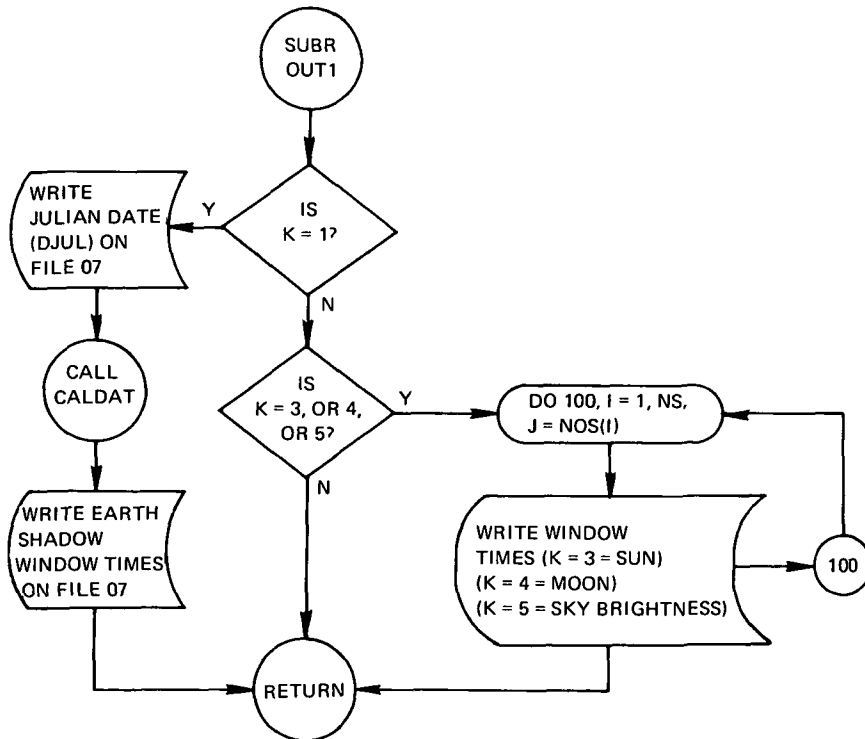 SUBR
OUT1
IS
K = 1?
Y
N
WRITE
JULIAN DATE
(DJUL) ON
FILE 07
CALL
CALDAT
WRITE EARTH
SHADOW
WINDOW TIMES
ON FILE 07
IS
K = 3, OR 4,
OR 5?
Y
N
DO 100, I = 1, NS,
J = NOS(I)
WRITE WINDOW
TIMES (K = 3 = SUN)
(K = 4 = MOON)
(K = 5 = SKY BRIGHTNESS)
100
RETURN